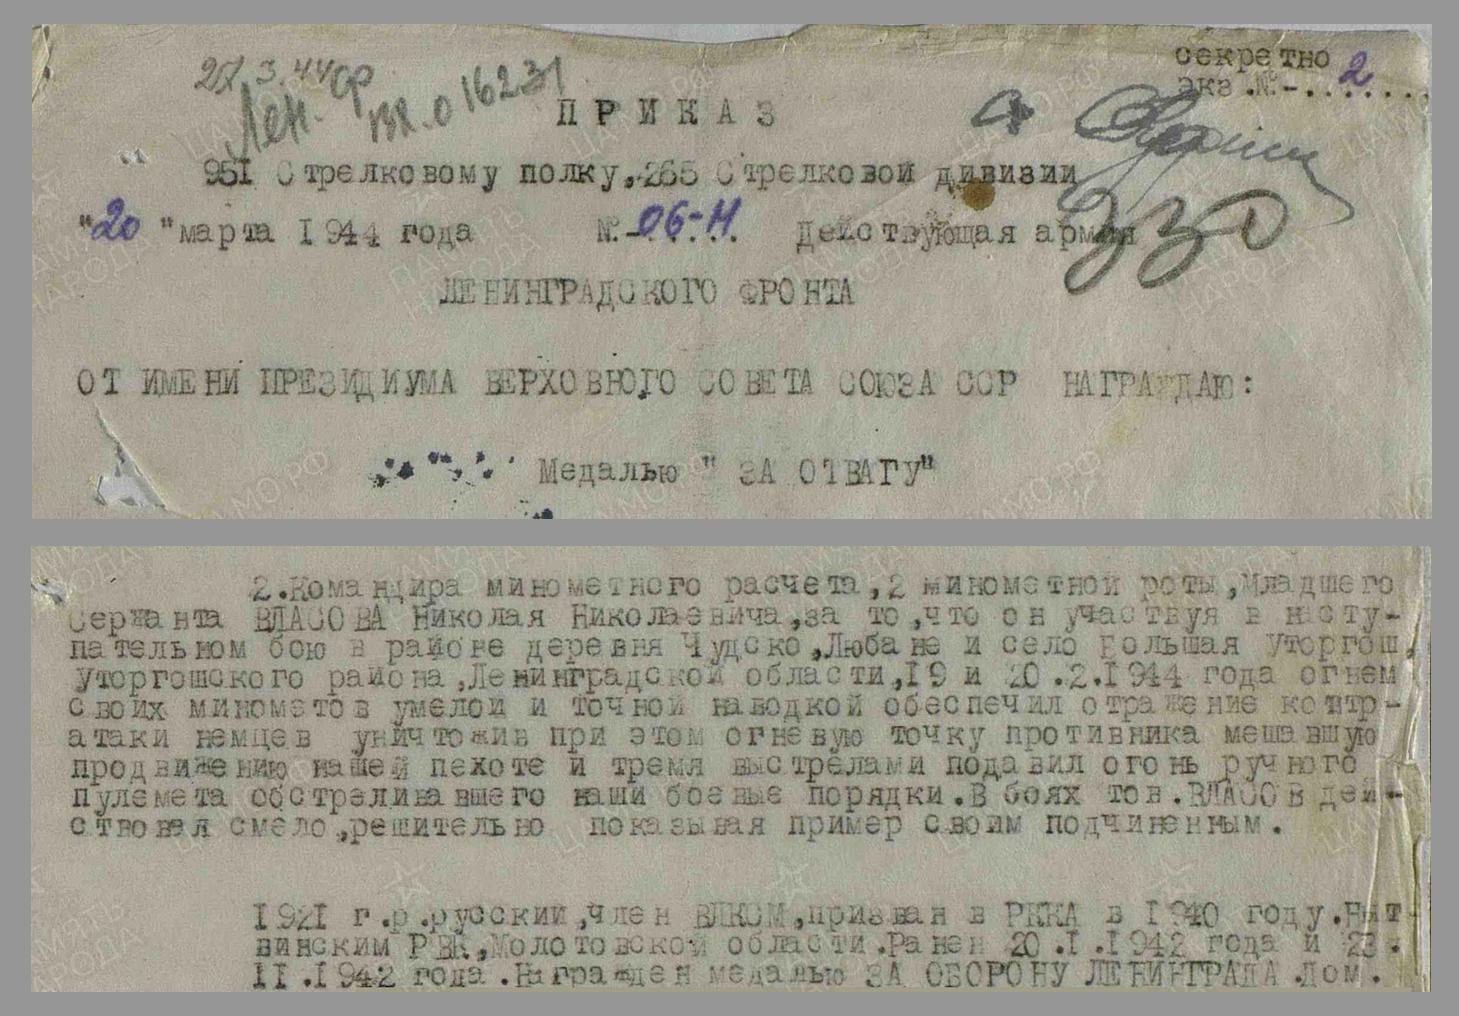 секретно
экз.№-....... 2
27.3.44
Лен. фр
вх. 016231
ПРИКАЗ
951 Стрелковому полку, 265 Стрелковой дивизии
"20"марта 1944 года №-06-Н Действующая армия
330
ЛЕНИНГРАДСКОГО ФРОНТА
ОТ ИМЕНИ ПРЕЗИДИУМА ВЕРХОВНОГО СОВЕТА СОЮЗА ССР НАГРАЖДАЮ:
Медалью " ЗА ОТВАГУ"
2.Командира минометного расчета,2 минометной роты,Младшего
Сержанта ВЛАСОВА Николая Николаевича,за то,что он участвуя в насту-
пательном бою в районе деревня Чудско,Любане и село Большая Уторгош,
Уторгошского района,Ленинградской области,19 и 20.2.1944 года огнем
своих минометов умелой и точной наводкой обеспечил отражение контр-
атаки немцев уничтожив при этом огневую точку противника мешавшую
продвижению нашей пехоте и тремя выстрелами подавил огонь ручного
пулемета обстреливавшего наши боевые порядки.В боях тов.ВЛАСОВ дей-
ствовал смело,решительно показывая пример своим подчиненным.
1921 г.р.русский,член ВЛКСМ,призван в РККА в 1940 году.Нит-
винским РВК,Молотовской области.Ранен 20.1.1942 года и 23.
11.1942 года.Награжден медалью ЗА ОБОРОНУ ЛЕНИНГРАДА.Дом.